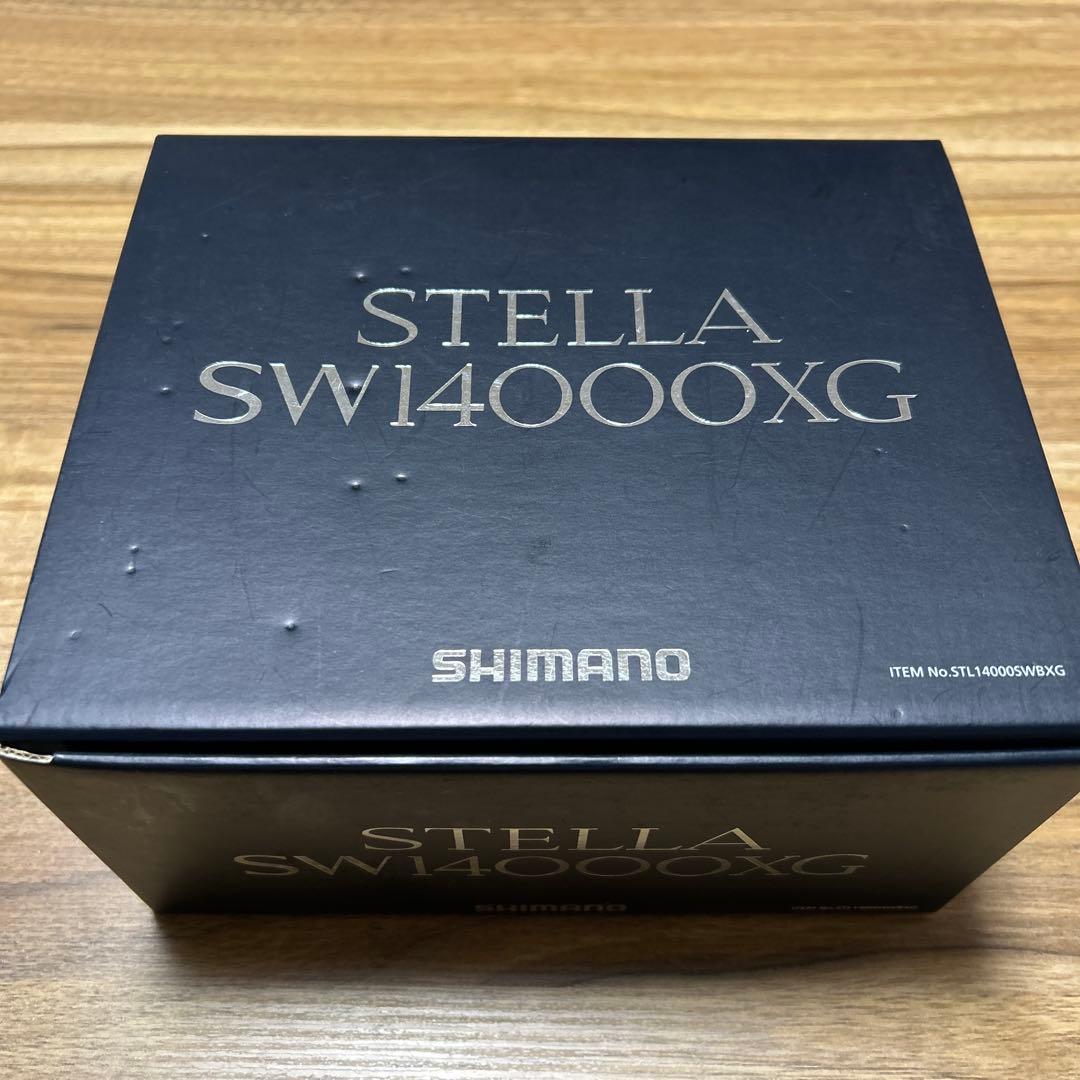 STELLA
SW14000XG
SHIMANO
ITEM No.STL14000SWBXG
STELLA
SW14000XG
SHIMANO